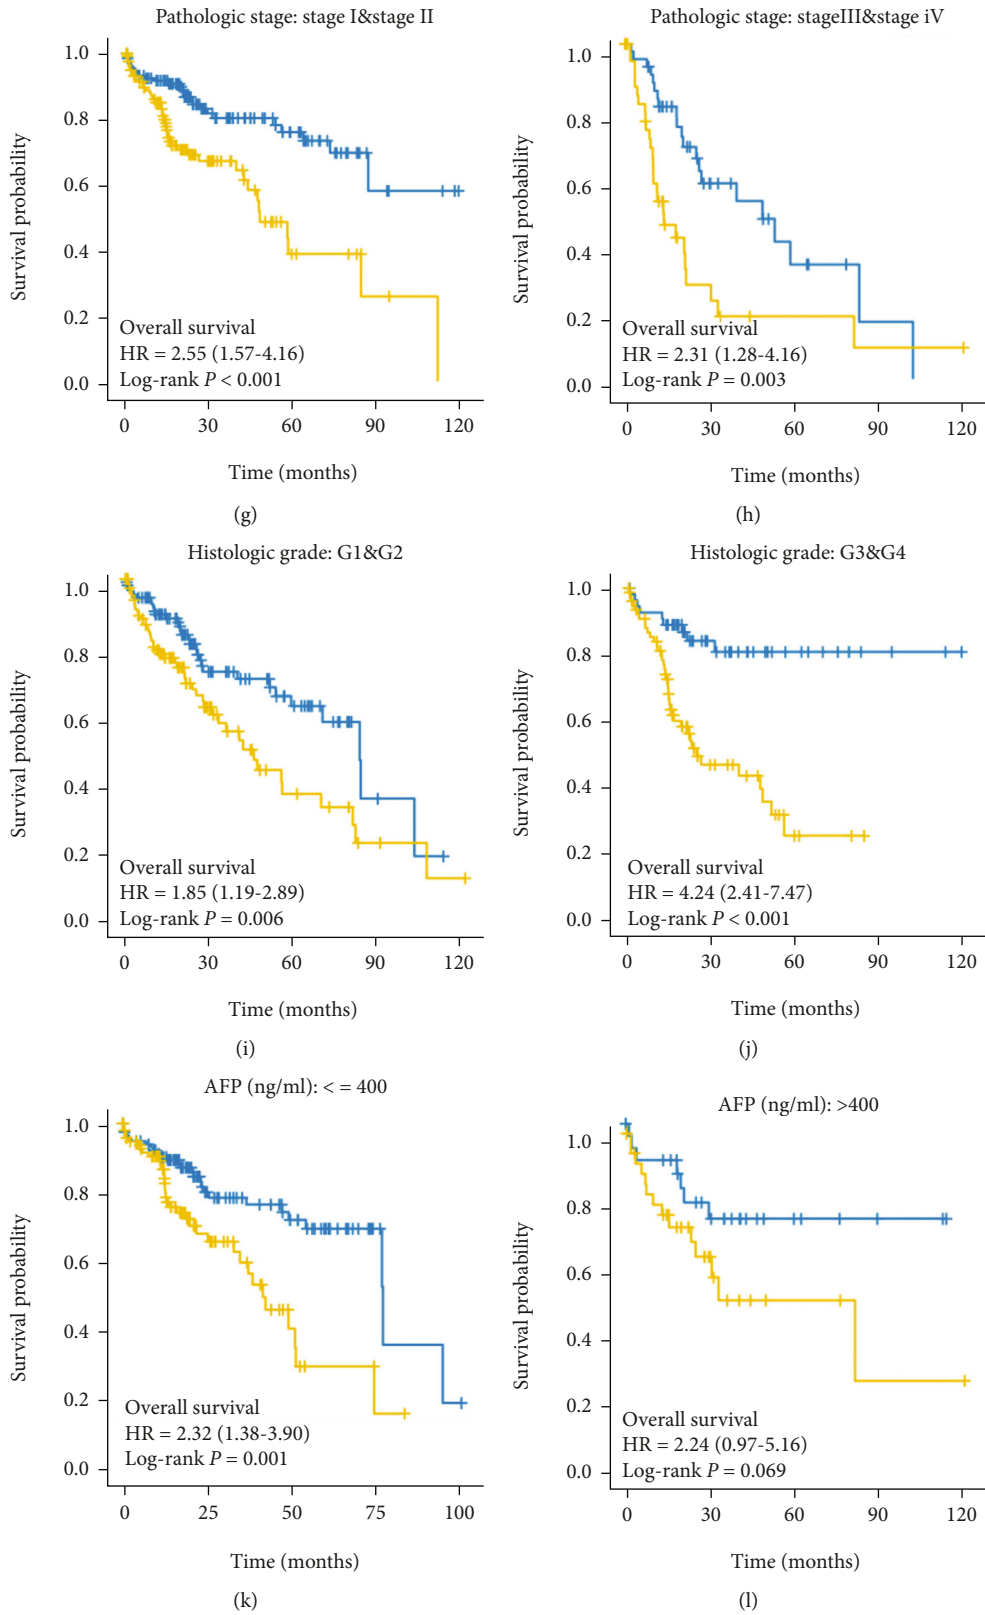 Pathologic stage: stage I&stage II
1.0
0.8
0.6
0.4
0.2
0.0
Survival probability
Overall survival
HR = 2.55 (1.57-4.16)
Log-rank P < 0.001
0 30 60 90 120
Time (months)
(g)
Pathologic stage: stageIII&stage iV
1.0
0.8
0.6
0.4
0.2
0.0
Survival probability
Overall survival
HR = 2.31 (1.28-4.16)
Log-rank P = 0.003
0 30 60 90 120
Time (months)
(h)
Histologic grade: G1&G2
1.0
0.8
0.6
0.4
0.2
0.0
Survival probability
Overall survival
HR = 1.85 (1.19-2.89)
Log-rank P = 0.006
0 30 60 90 120
Time (months)
(i)
Histologic grade: G3&G4
1.0
0.8
0.6
0.4
0.2
0.0
Survival probability
Overall survival
HR = 4.24 (2.41-7.47)
Log-rank P < 0.001
0 30 60 90 120
Time (months)
(j)
AFP (ng/ml): < = 400
1.0
0.8
0.6
0.4
0.2
0.0
Survival probability
Overall survival
HR = 2.32 (1.38-3.90)
Log-rank P = 0.001
0 25 50 75 100
Time (months)
(k)
AFP (ng/ml): >400
1.0
0.8
0.6
0.4
0.2
0.0
Survival probability
Overall survival
HR = 2.24 (0.97-5.16)
Log-rank P = 0.069
0 30 60 90 120
Time (months)
(l)